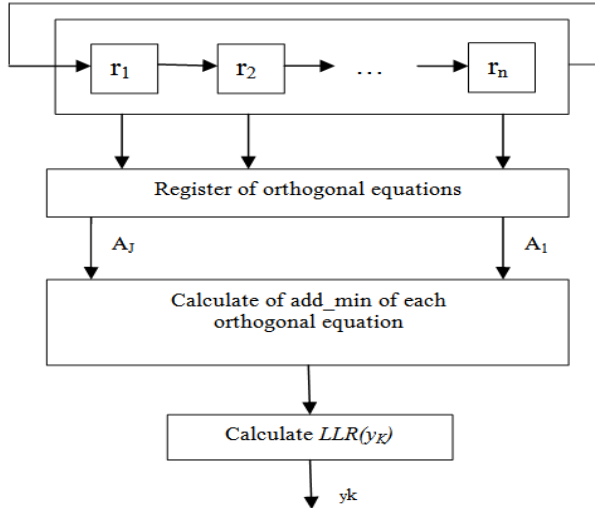 r1 r2 ... rn
Register of orthogonal equations
AJ A1
Calculate of add_min of each
orthogonal equation
Calculate LLR(yK)
yk